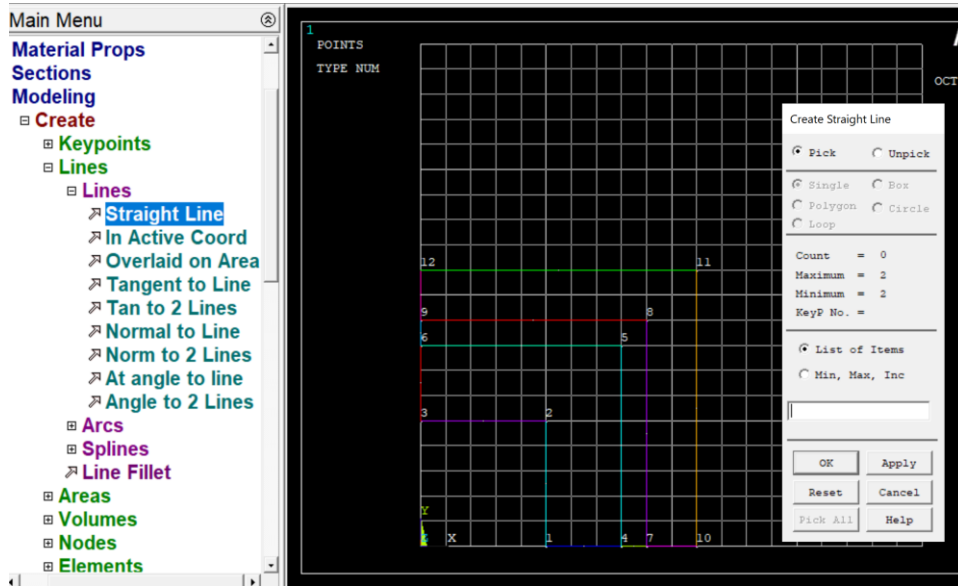 Main Menu
Material Props
Sections
Modeling
Create
Keypoints
Lines
Lines
Straight Line
In Active Coord
Overlaid on Area
Tangent to Line
Tan to 2 Lines
Normal to Line
Norm to 2 Lines
At angle to line
Angle to 2 Lines
Arcs
Splines
Line Fillet
Areas
Volumes
Nodes
Elements
1
POINTS
TYPE NUM
OCT
12 11
9 8
6 5
3 2
Y
X 1 4 7 10
Create Straight Line
Pick Unpick
Single Box
Polygon Circle
Loop
Count = 0
Maximum = 2
Minimum = 2
KeyP No. =
List of Items
Min, Max, Inc
OK Apply
Reset Cancel
Pick All Help